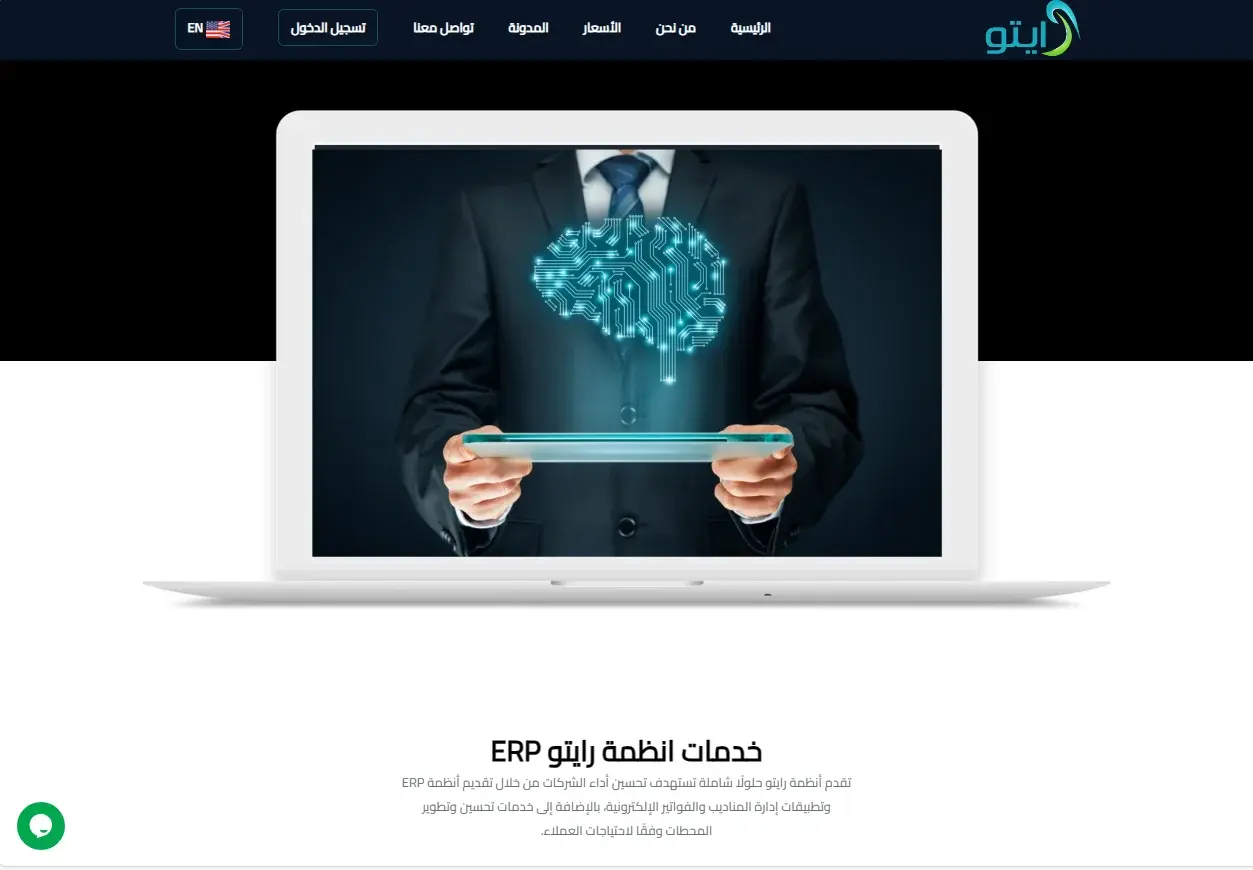 رايتو
الرئيسية
من نحن
الأسعار
المدونة
تواصل معنا
تسجيل الدخول
EN
خدمات انظمة رايتو ERP
تقدم أنظمة رايتو حلولًا شاملة تستهدف تحسين أداء الشركات من خلال تقديم أنظمة ERP
وتطبيقات إدارة المناديب والفواتير الإلكترونية، بالإضافة إلى خدمات تحسين وتطوير
المحطات وفقًا لاحتياجات العملاء.